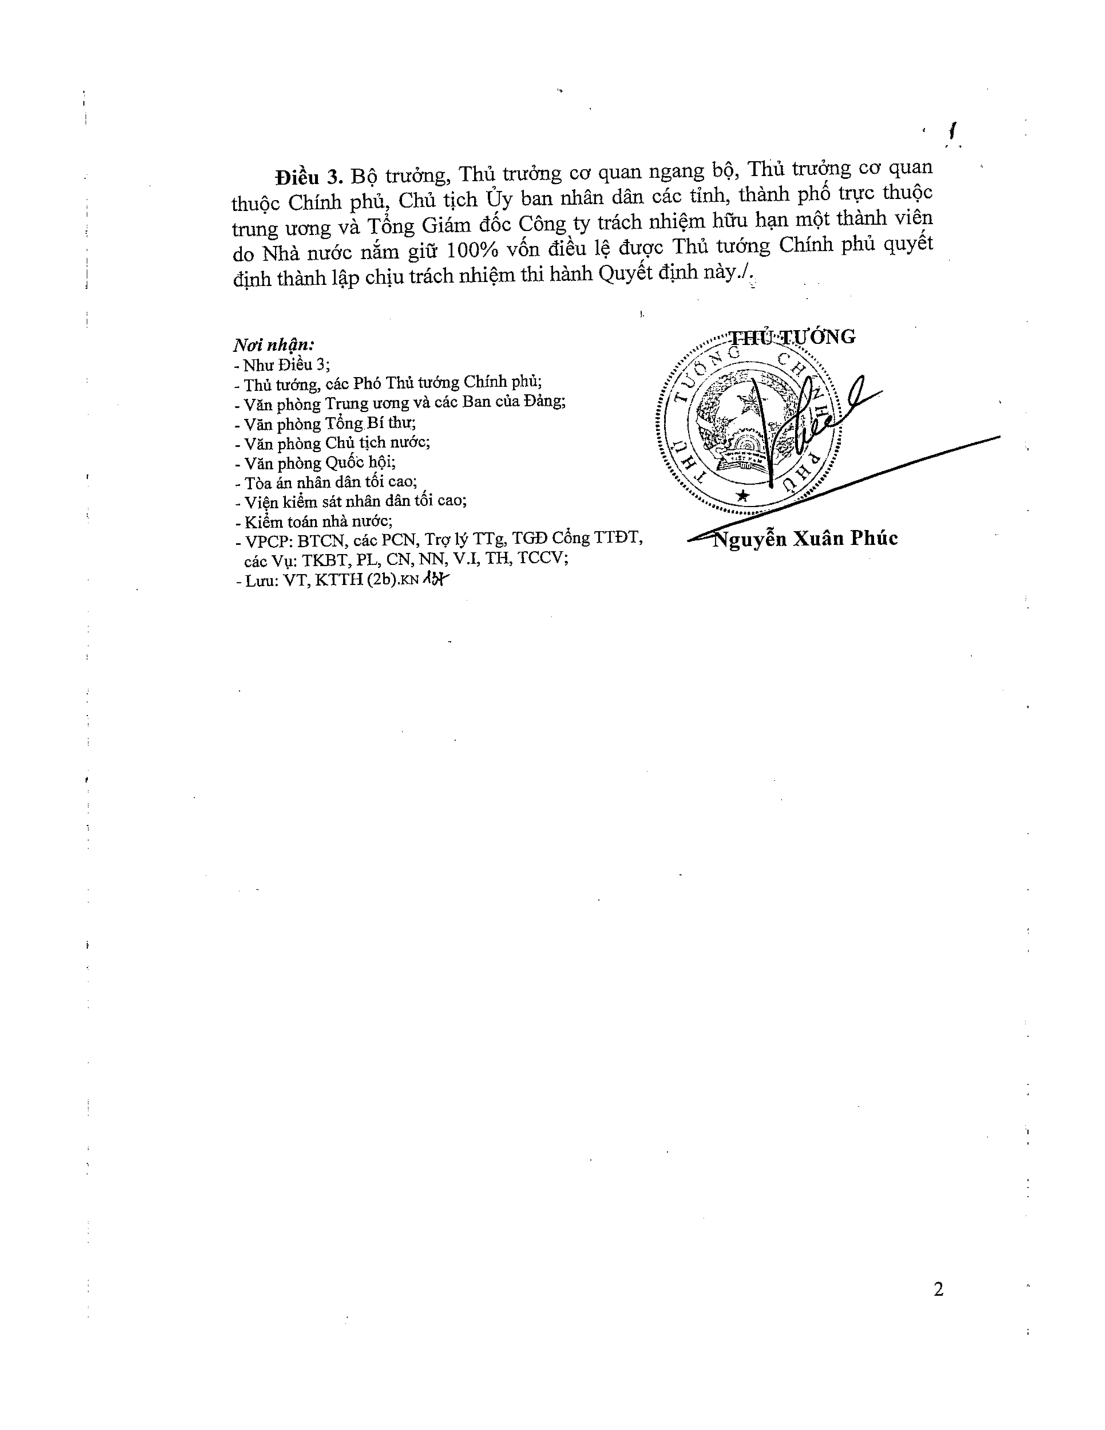 Điều 3. Bộ trưởng, Thủ trưởng cơ quan ngang bộ, Thủ trưởng cơ quan
thuộc Chính phủ, Chủ tịch Ủy ban nhân dân các tỉnh, thành phố trực thuộc
trung ương và Tổng Giám đốc Công ty trách nhiệm hữu hạn một thành viên
do Nhà nước nắm giữ 100% vốn điều lệ được Thủ tướng Chính phủ quyết
định thành lập chịu trách nhiệm thi hành Quyết định này./.
Nơi nhận:
- Như Điều 3;
- Thủ tướng, các Phó Thủ tướng Chính phủ;
- Văn phòng Trung ương và các Ban của Đảng;
- Văn phòng Tổng Bí thư;
- Văn phòng Chủ tịch nước;
- Văn phòng Quốc hội;
- Tòa án nhân dân tối cao;
- Viện kiểm sát nhân dân tối cao;
- Kiểm toán nhà nước;
- VPCP: BTCN, các PCN, Trợ lý TTg, TGĐ Cổng TTĐT,
các Vụ: TKBT, PL, CN, NN, V.I, TH, TCCV;
- Lưu: VT, KTTH (2b).KN
THỦ TƯỚNG
THỦ TƯỚNG CHÍNH PHỦ
Nguyễn Xuân Phúc
2